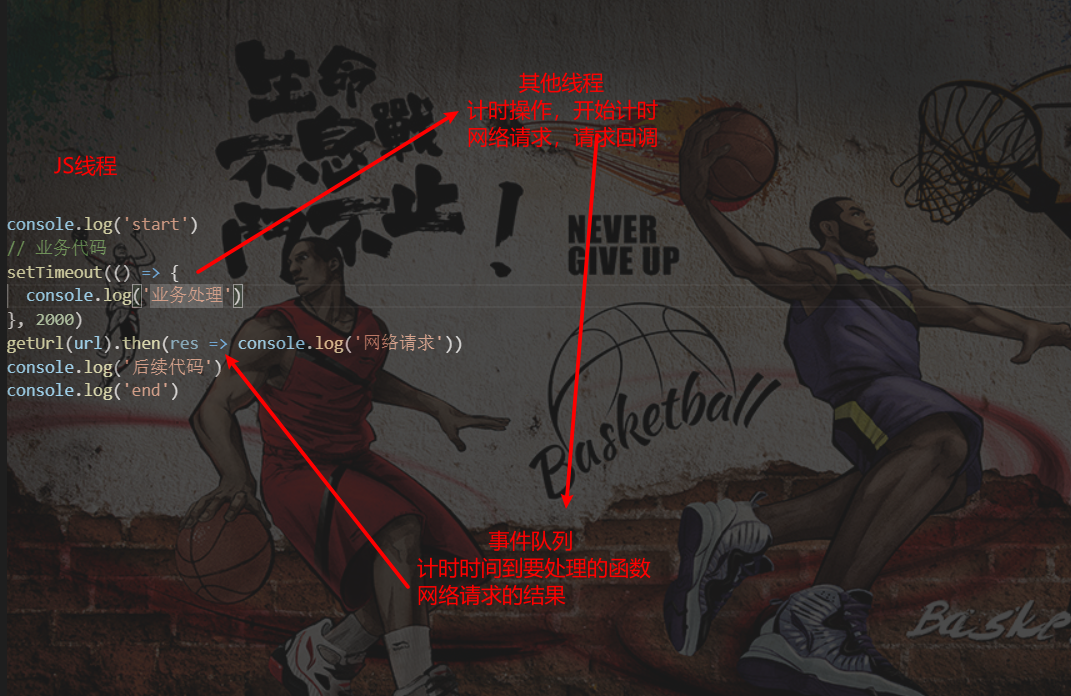 生命
不息戰
鬥不止！
其他线程
计时操作，开始计时
网络请求，请求回调
JS线程
NEVER
GIVE UP
console.log('start')
// 业务代码
setTimeout(() => {
console.log('业务处理')
}, 2000)
getUrl(url).then(res => console.log('网络请求'))
console.log('后续代码')
console.log('end')
Basketball
事件队列
计时时间到要处理的函数
网络请求的结果